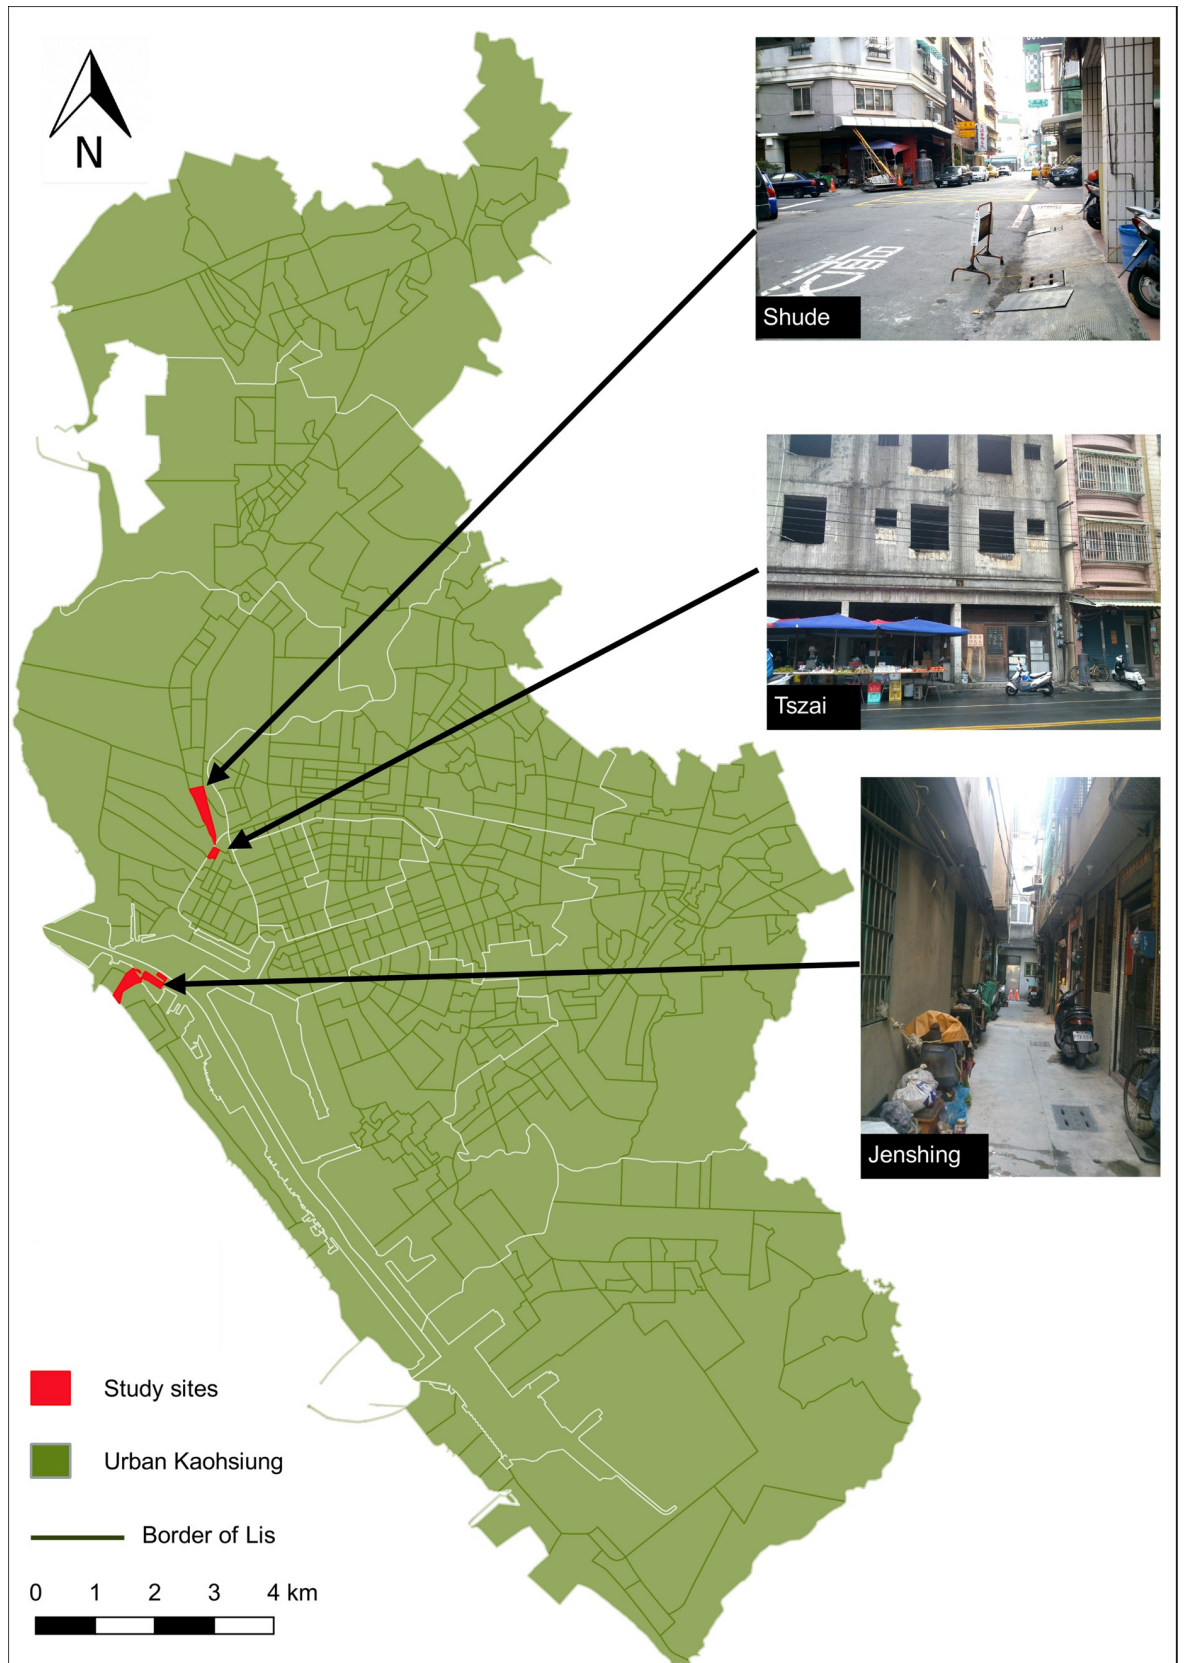 N
Shude
Tszai
Jenshing
Study sites
Urban Kaohsiung
Border of Lis
0 1 2 3 4 km